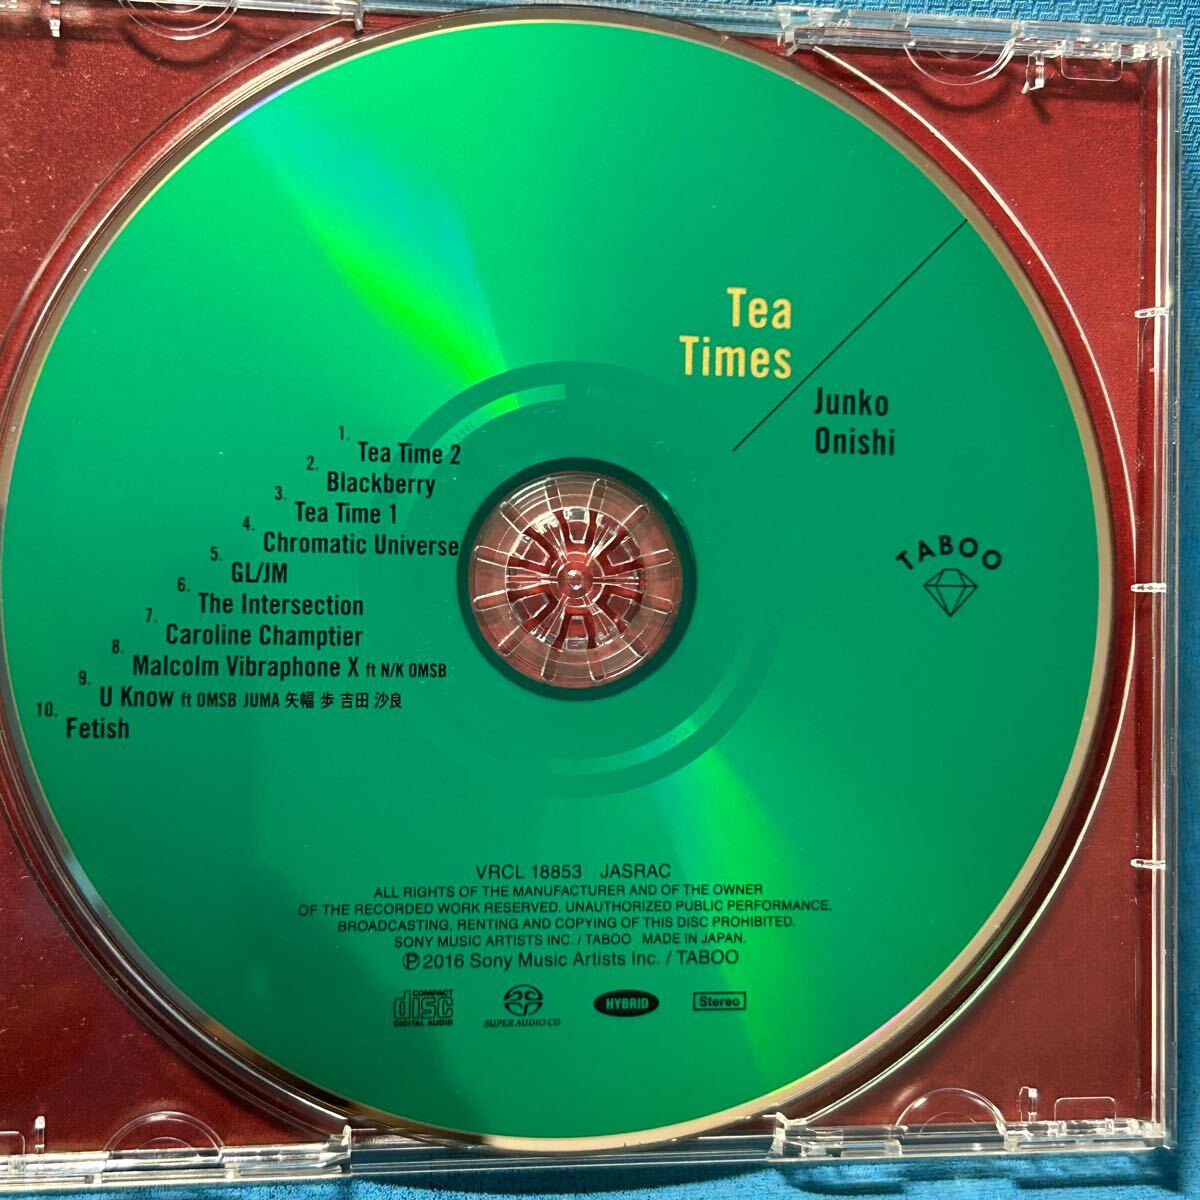 Tea
Times
Junko
Onishi
TABOO
1. Tea Time 2
2. Blackberry
3. Tea Time 1
4. Chromatic Universe
5. GL/JM
6. The Intersection
7. Caroline Champtier
8. Malcolm Vibraphone X ft N/K OMSB
9. U Know ft OMSB JUMA 矢幅 歩 吉田 沙良
10. Fetish
VRCL 18853 JASRAC
ALL RIGHTS OF THE MANUFACTURER AND OF THE OWNER
OF THE RECORDED WORK RESERVED. UNAUTHORIZED PUBLIC PERFORMANCE,
BROADCASTING, RENTING AND COPYING OF THIS DISC PROHIBITED.
SONY MUSIC ARTISTS INC. / TABOO MADE IN JAPAN.
℗2016 Sony Music Artists Inc. / TABOO
COMPACT disc DIGITAL AUDIO
SUPER AUDIO CD
HYBRID
Stereo